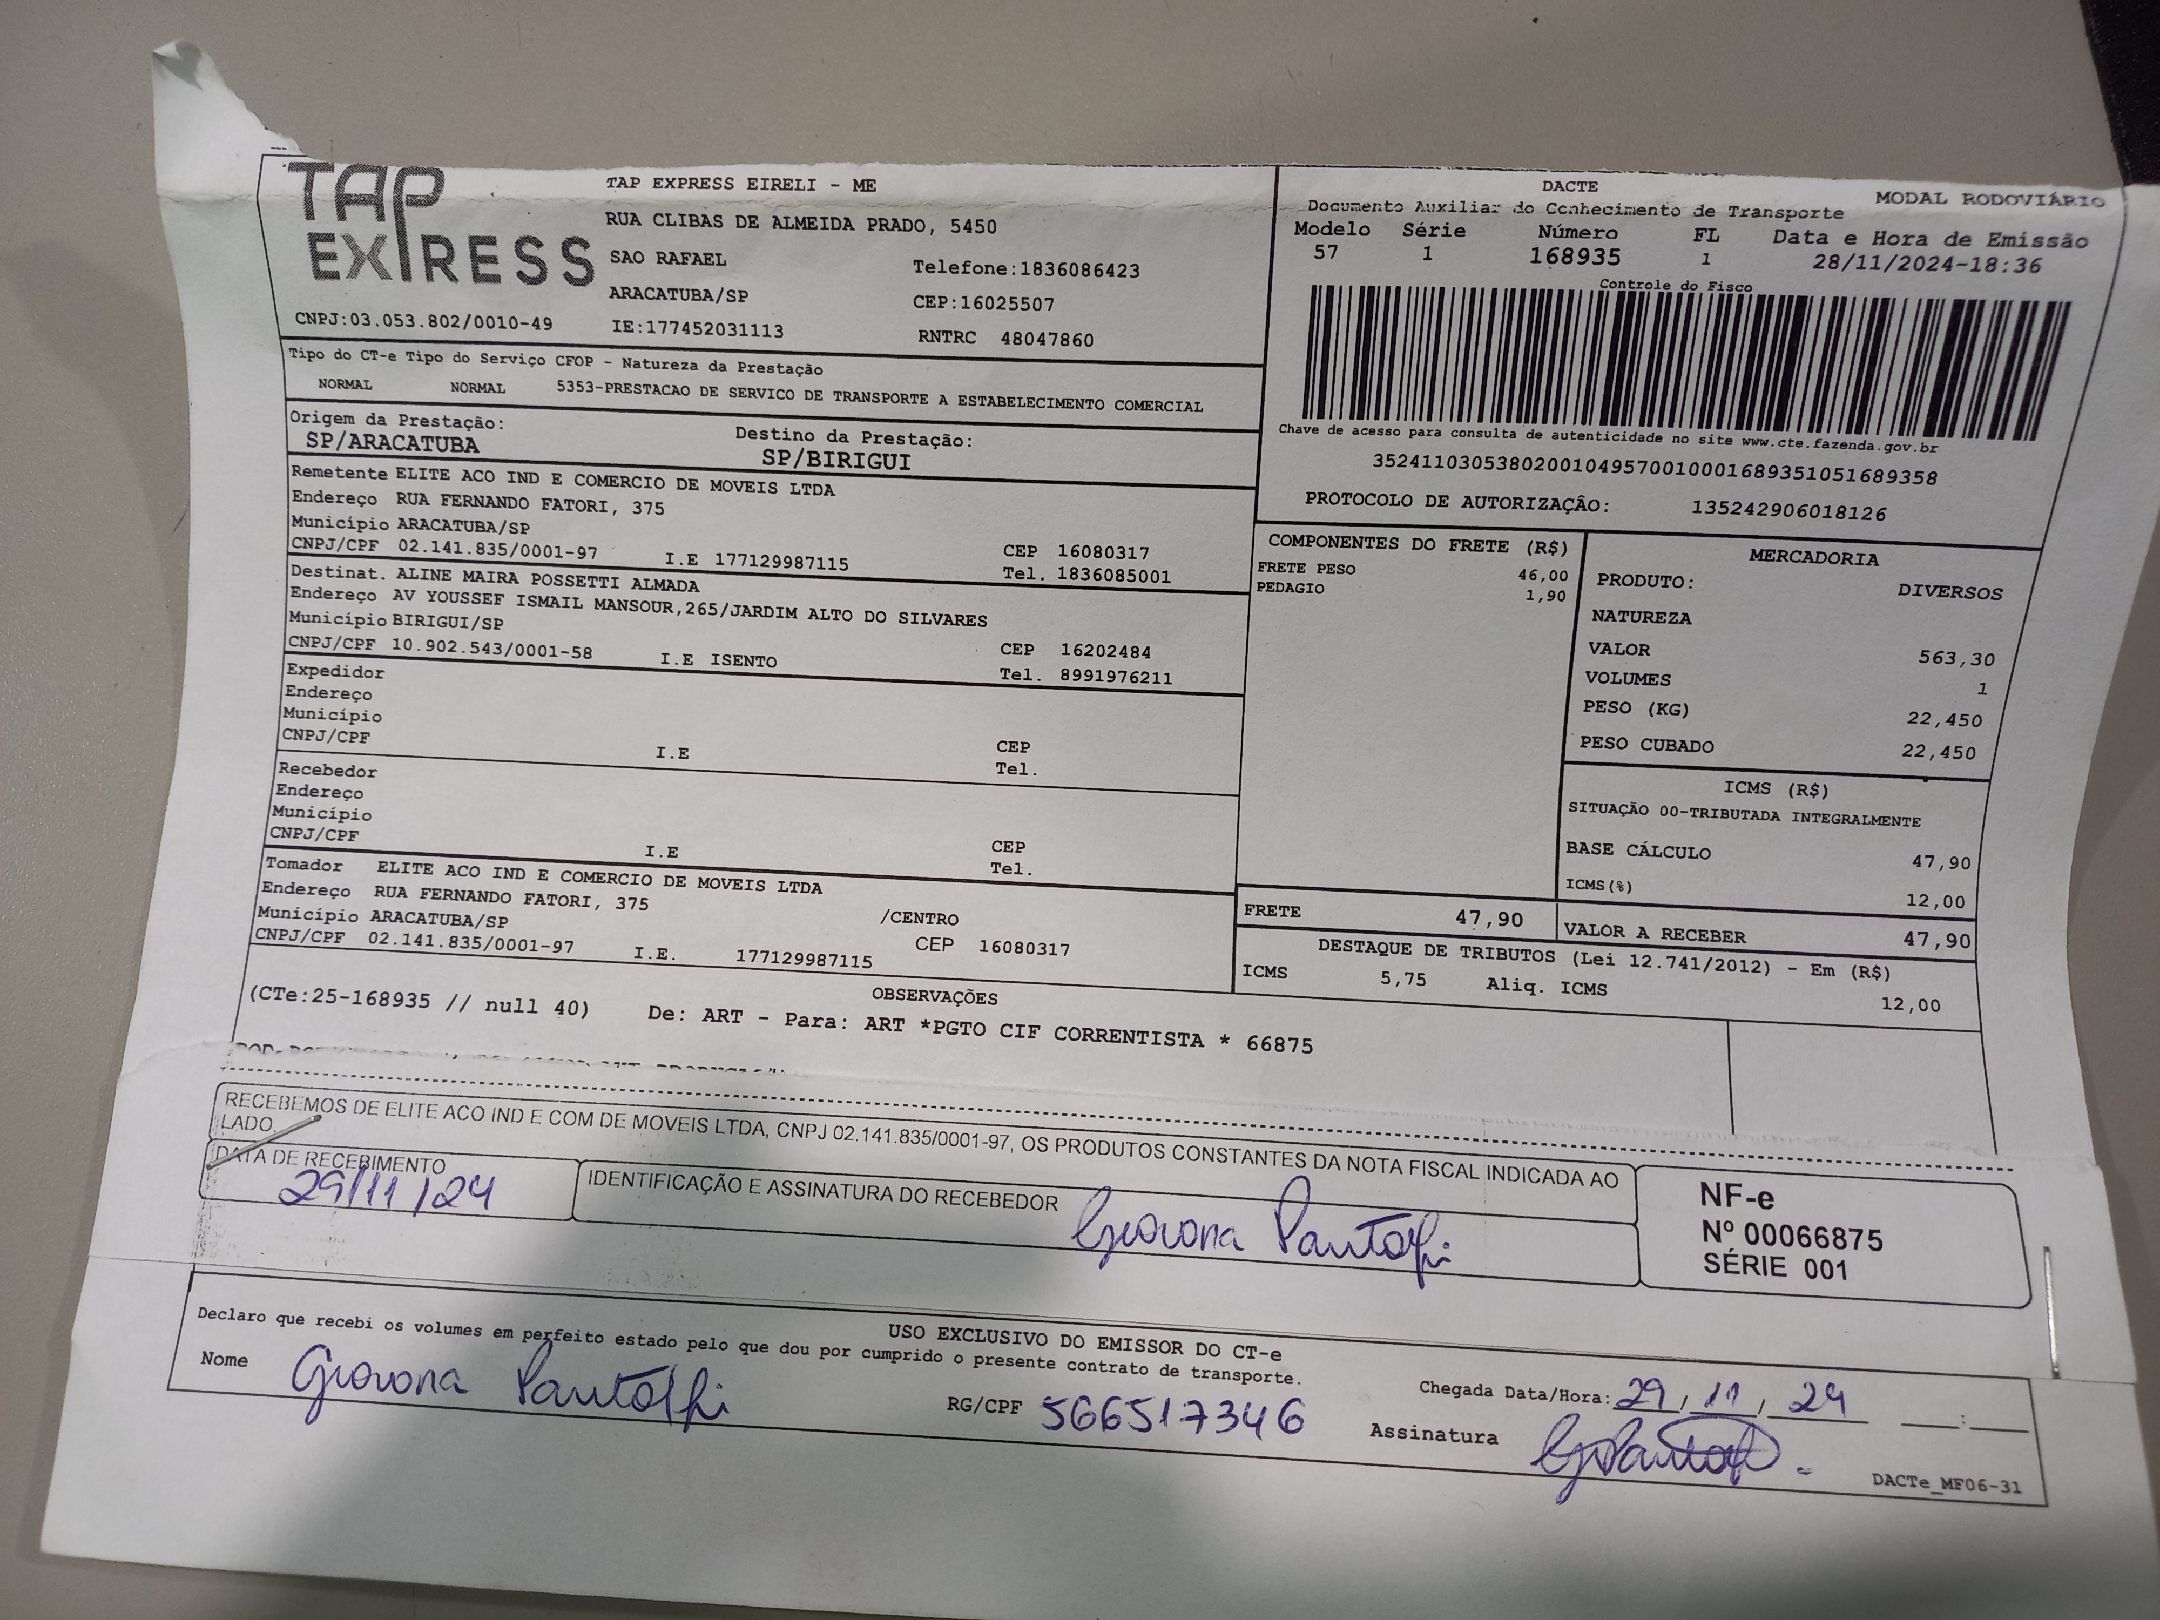 TAP EXPRESS
TAP EXPRESS EIRELI - ME
RUA CLIBAS DE ALMEIDA PRADO, 5450
SAO RAFAEL Telefone:1836086423
ARACATUBA/SP CEP:16025507
CNPJ:03.053.802/0010-49 IE:177452031113 RNTRC 48047860
DACTE MODAL RODOVIÁRIO
Documento Auxiliar do Conhecimento de Transporte
Modelo Série Número FL Data e Hora de Emissão
57 1 168935 1 28/11/2024-18:36
Controle do Fisco
Chave de acesso para consulta de autenticidade no site www.cte.fazenda.gov.br
35241103053802001049570010001689351051689358
PROTOCOLO DE AUTORIZAÇÂO: 135242906018126
Tipo do CT-e Tipo do Serviço CFOP - Natureza da Prestação
NORMAL NORMAL 5353-PRESTACAO DE SERVICO DE TRANSPORTE A ESTABELECIMENTO COMERCIAL
Origem da Prestação: Destino da Prestação:
SP/ARACATUBA SP/BIRIGUI
Remetente ELITE ACO IND E COMERCIO DE MOVEIS LTDA
Endereço RUA FERNANDO FATORI, 375
Município ARACATUBA/SP CEP 16080317
CNPJ/CPF 02.141.835/0001-97 I.E 177129987115 Tel. 1836085001
Destinat. ALINE MAIRA POSSETTI ALMADA
Endereço AV YOUSSEF ISMAIL MANSOUR,265/JARDIM ALTO DO SILVARES
Município BIRIGUI/SP CEP 16202484
CNPJ/CPF 10.902.543/0001-58 I.E ISENTO Tel. 8991976211
Expedidor
Endereço
Município CEP
CNPJ/CPF I.E Tel.
Recebedor
Endereço
Município CEP
CNPJ/CPF I.E Tel.
Tomador ELITE ACO IND E COMERCIO DE MOVEIS LTDA
Endereço RUA FERNANDO FATORI, 375 /CENTRO
Município ARACATUBA/SP CEP 16080317
CNPJ/CPF 02.141.835/0001-97 I.E. 177129987115
COMPONENTES DO FRETE (R$)
FRETE PESO 46,00
PEDAGIO 1,90
MERCADORIA
PRODUTO: DIVERSOS
NATUREZA
VALOR 563,30
VOLUMES 1
PESO (KG) 22,450
PESO CUBADO 22,450
ICMS (R$)
SITUAÇÃO 00-TRIBUTADA INTEGRALMENTE
BASE CÁLCULO 47,90
ICMS(%) 12,00
FRETE 47,90 VALOR A RECEBER 47,90
DESTAQUE DE TRIBUTOS (Lei 12.741/2012) - Em (R$)
ICMS 5,75 Aliq. ICMS 12,00
OBSERVAÇÕES
(CTe:25-168935 // null 40) De: ART - Para: ART *PGTO CIF CORRENTISTA * 66875
RECEBEMOS DE ELITE ACO IND E COM DE MOVEIS LTDA, CNPJ 02.141.835/0001-97, OS PRODUTOS CONSTANTES DA NOTA FISCAL INDICADA AO
LADO.
DATA DE RECEBIMENTO IDENTIFICAÇÃO E ASSINATURA DO RECEBEDOR
29/11/24 Giovona Pantolfi
NF-e
Nº 00066875
SÉRIE 001
USO EXCLUSIVO DO EMISSOR DO CT-e
Declaro que recebi os volumes em perfeito estado pelo que dou por cumprido o presente contrato de transporte.
Nome Giovona Pantolfi RG/CPF 566517346
Chegada Data/Hora: 29/11/24 __:__
Assinatura
DACTe_MF06-31